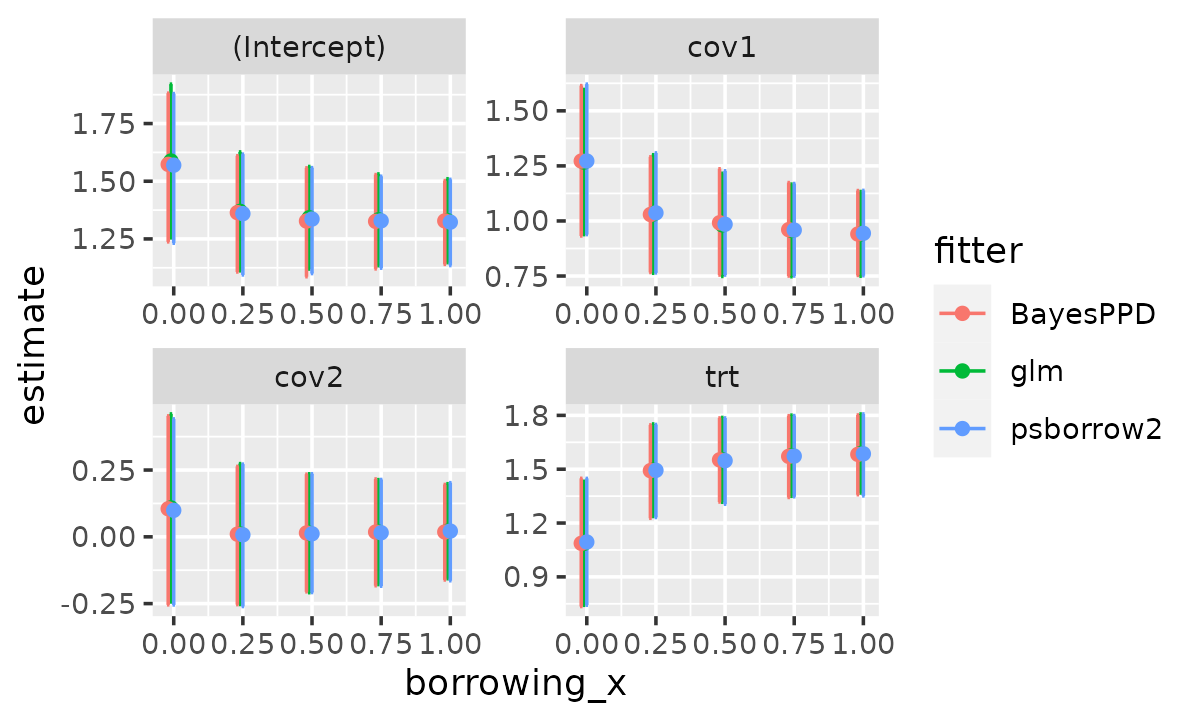 (Intercept) cov1
1.75
1.50
1.25
1.50
1.25
1.00
0.75
0.00 0.25 0.50 0.75 1.00
0.00 0.25 0.50 0.75 1.00
cov2 trt
0.25
0.00
-0.25
1.8
1.5
1.2
0.9
0.00 0.25 0.50 0.75 1.00
0.00 0.25 0.50 0.75 1.00
estimate
borrowing_x
fitter
BayesPPD
glm
psborrow2